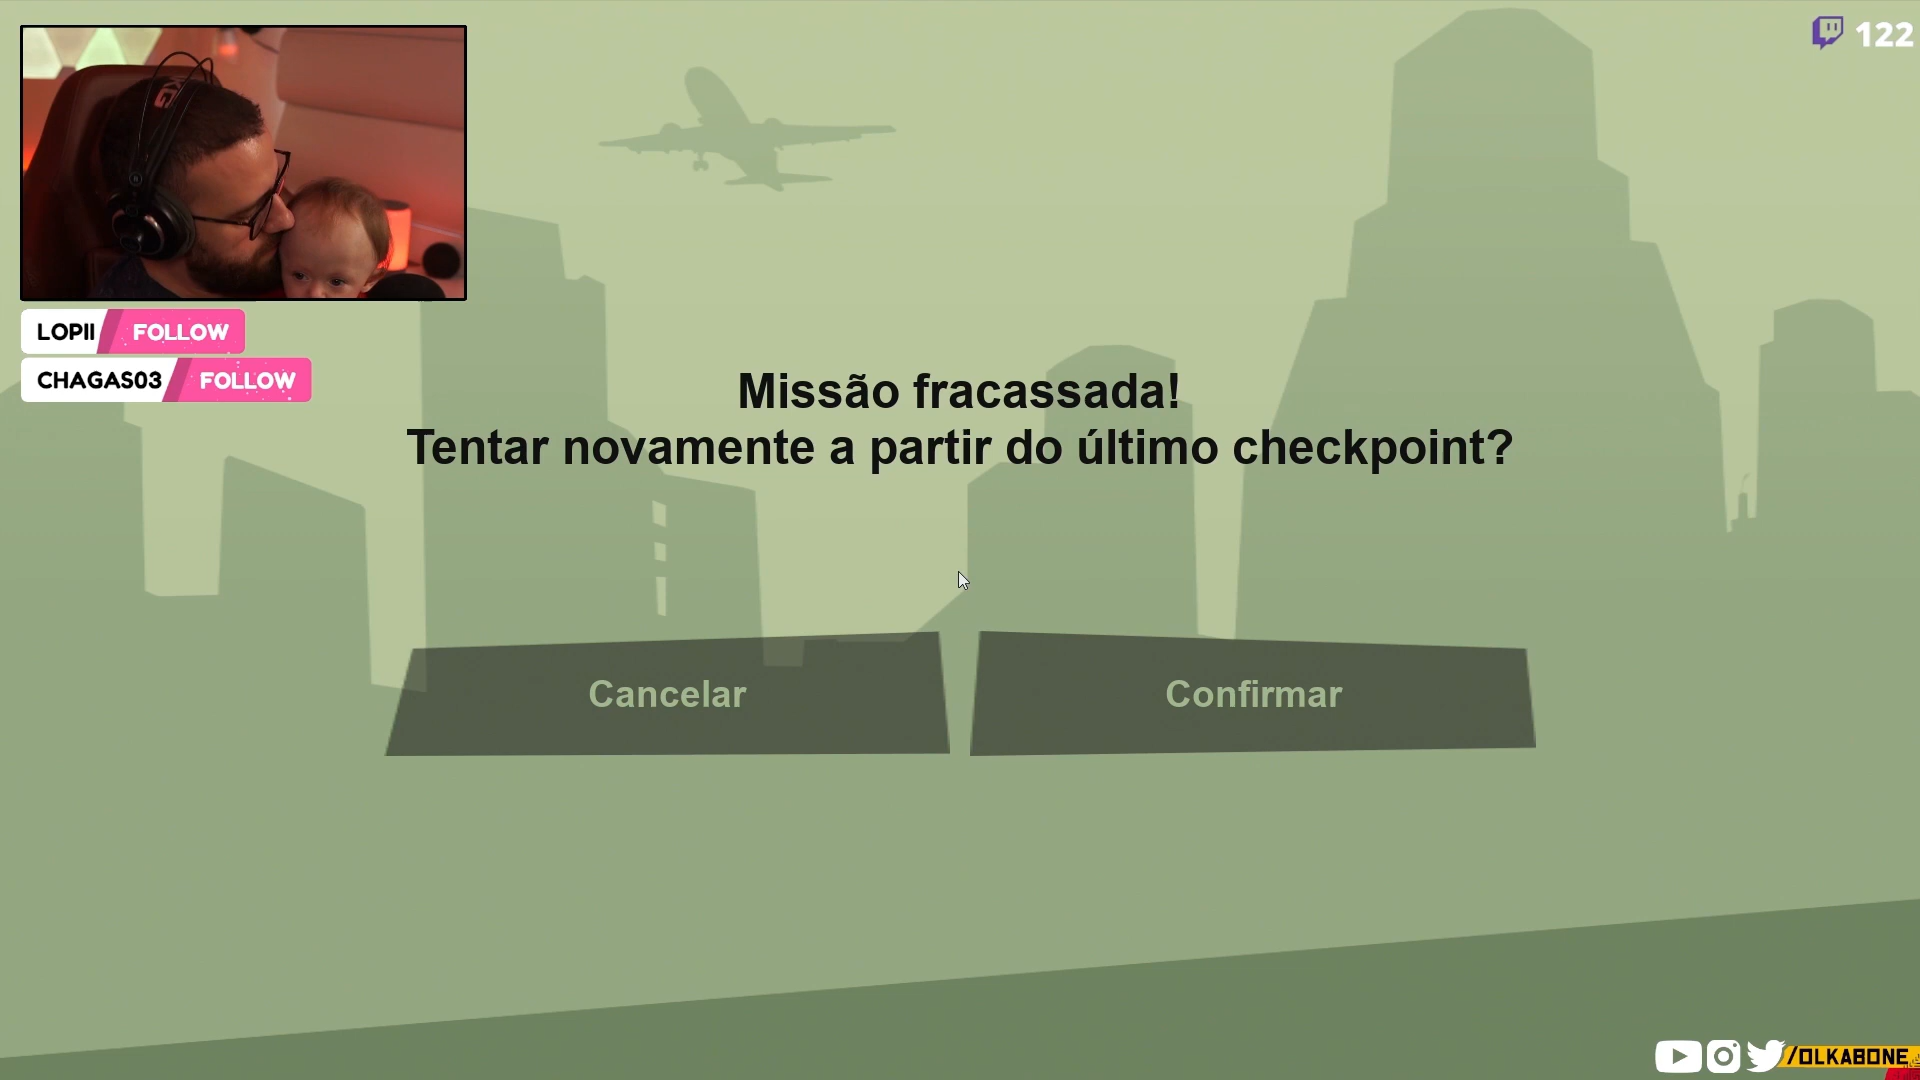 122
LOPII FOLLOW
CHAGAS03 FOLLOW
Missão fracassada!
Tentar novamente a partir do último checkpoint?
Cancelar Confirmar
/OLKABONE